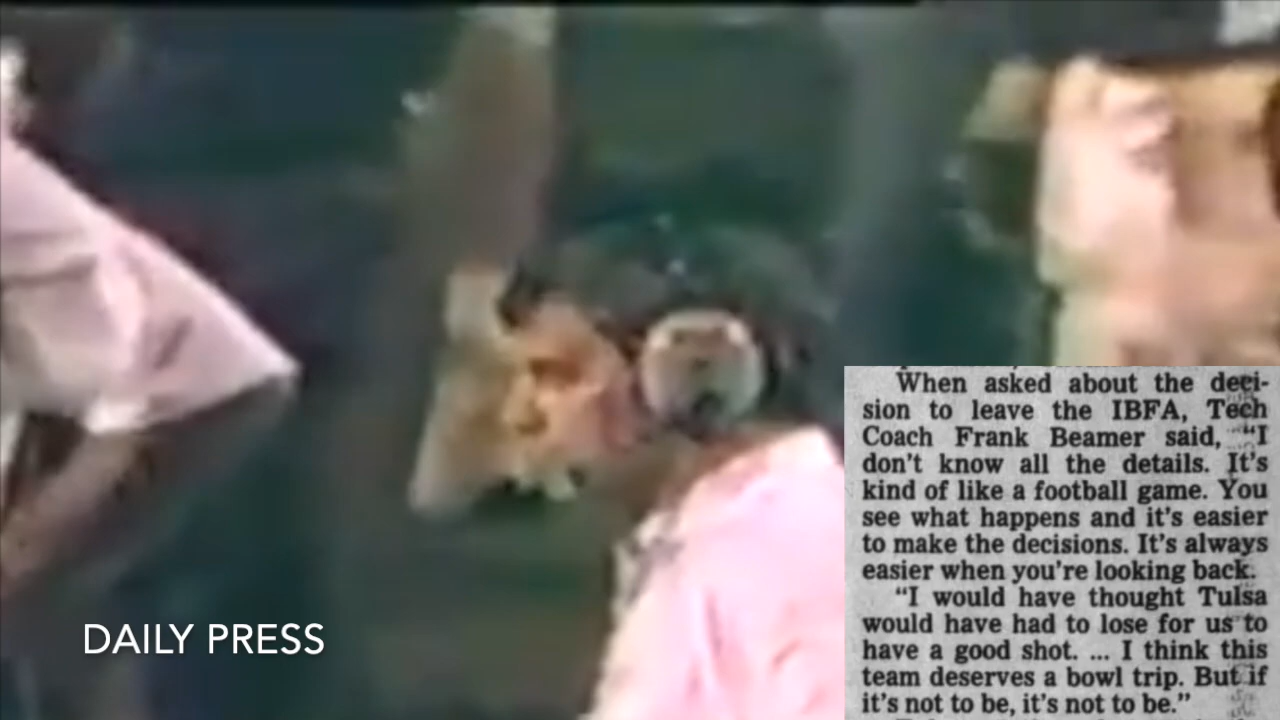 When asked about the deci-
sion to leave the IBFA, Tech
Coach Frank Beamer said, “I
don't know all the details. It's
kind of like a football game. You
see what happens and it's easier
to make the decisions. It's always
easier when you're looking back.
“I would have thought Tulsa
would have had to lose for us to
have a good shot. ... I think this
team deserves a bowl trip. But if
it's not to be, it's not to be.”
DAILY PRESS